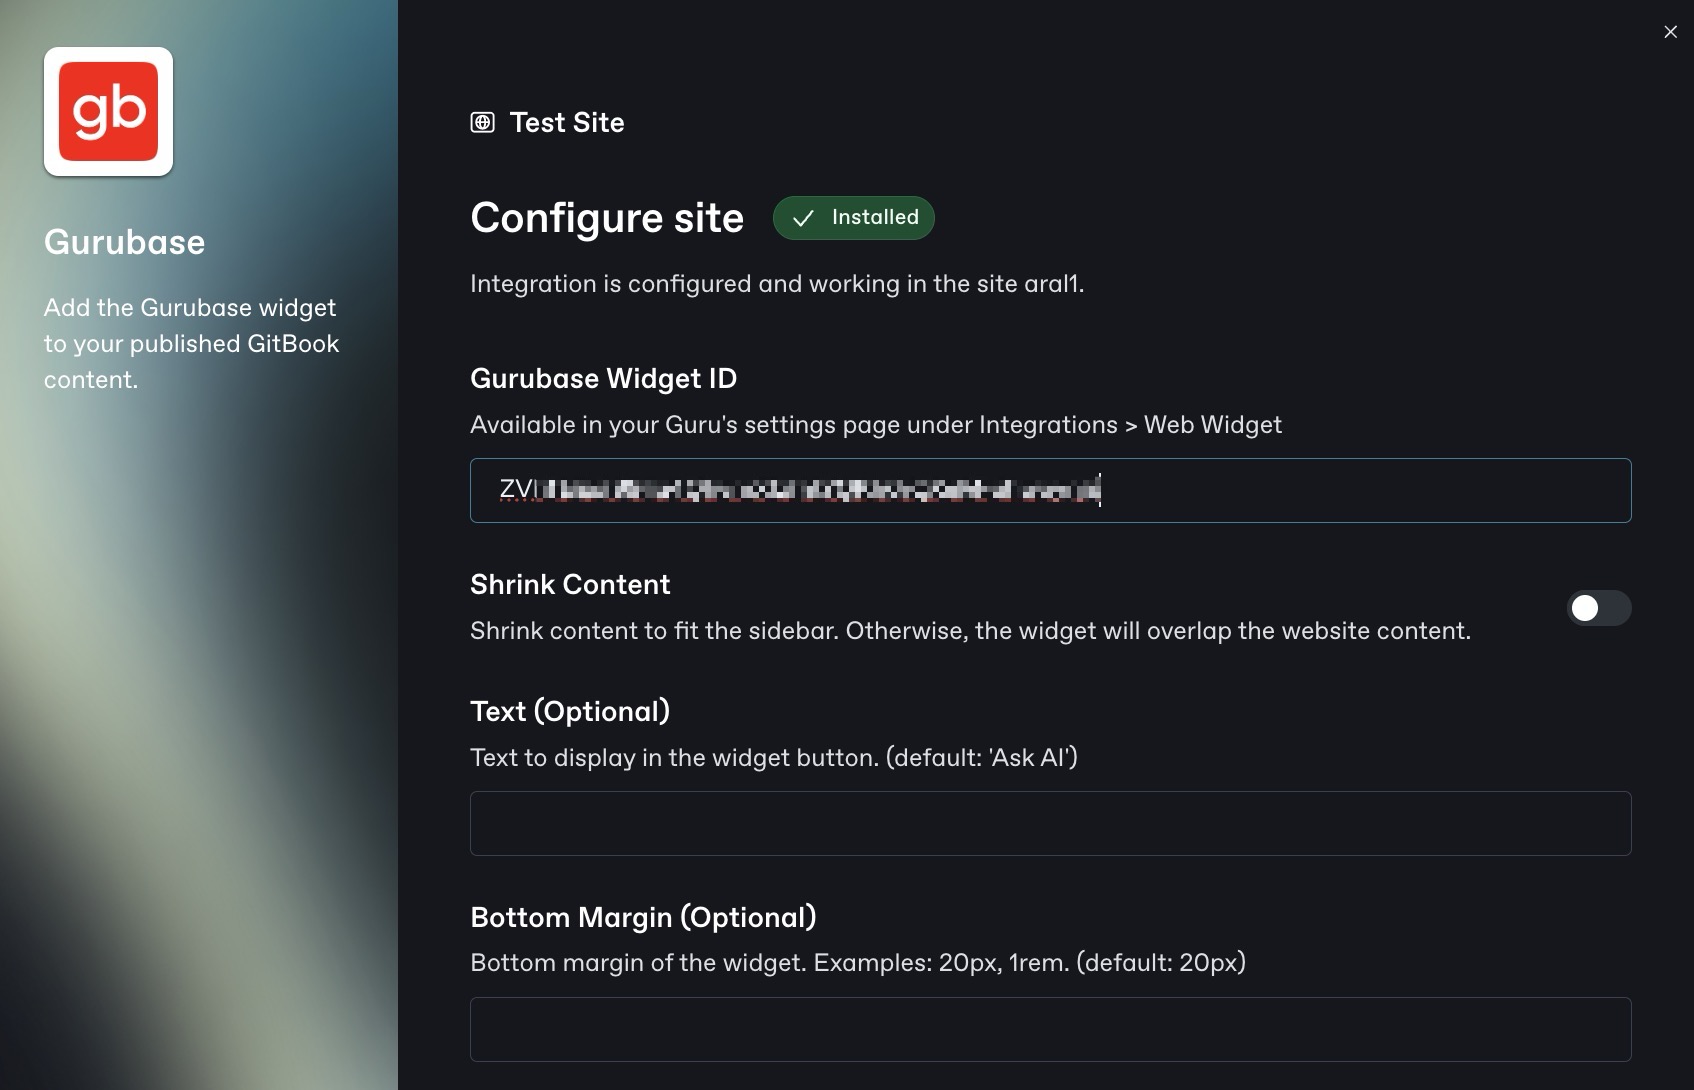 gb
Gurubase
Add the Gurubase widget
to your published GitBook
content.
Test Site
Configure site
Installed
Integration is configured and working in the site aral1.
Gurubase Widget ID
Available in your Guru's settings page under Integrations > Web Widget
Shrink Content
Shrink content to fit the sidebar. Otherwise, the widget will overlap the website content.
Text (Optional)
Text to display in the widget button. (default: 'Ask AI')
Bottom Margin (Optional)
Bottom margin of the widget. Examples: 20px, 1rem. (default: 20px)